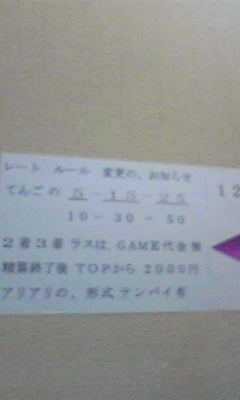 レート ルール 変更の、お知らせ
てんごの 5-15-25
10-30-50
2着3着 ラスは、GAME代金無
精算終了後 TOPから 2000円
アリアリの、形式テンパイ有
12